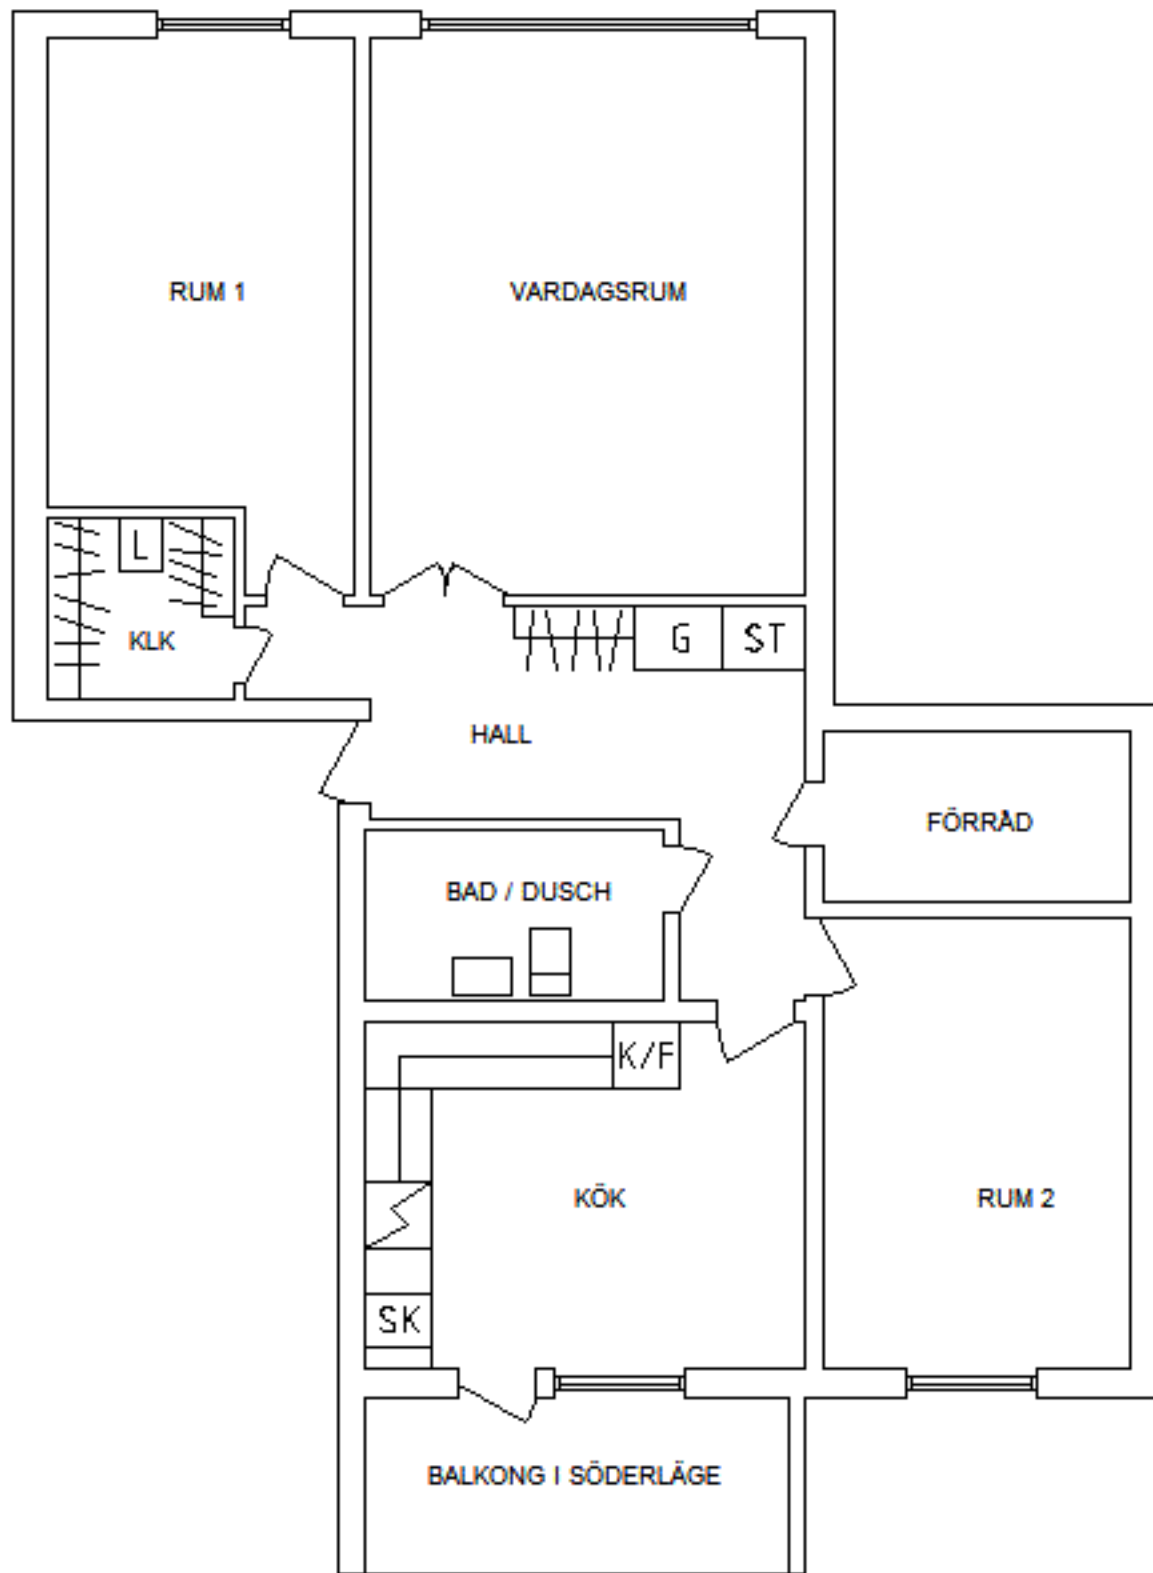 RUM 1
VARDAGSRUM
L
KLK
G
ST
HALL
FÖRRÅD
BAD / DUSCH
K/F
KÖK
RUM 2
SK
BALKONG I SÖDERLÄGE